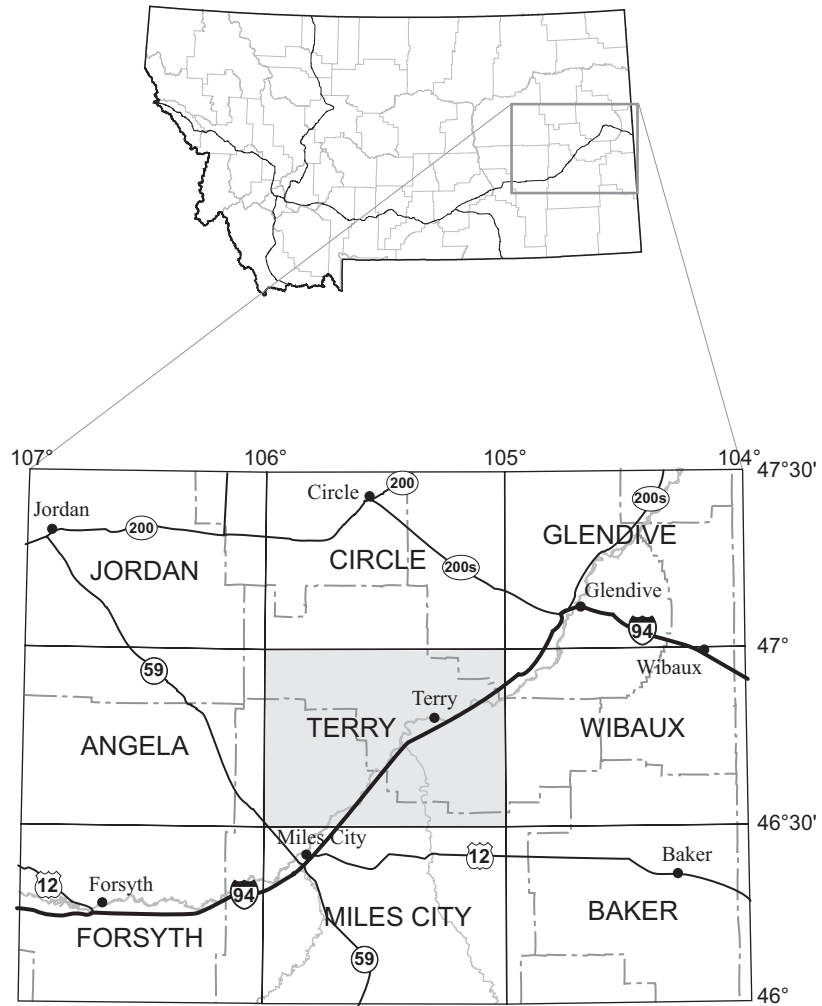 107° 106° 105° 104°
47°30'
Circle 200
200s
Jordan
200
GLENDIVE
CIRCLE
JORDAN
200s
Glendive
94
47°
Wibaux
59
Terry
TERRY
WIBAUX
ANGELA
46°30'
Miles City
12
Baker
12
Forsyth
94
MILES CITY
BAKER
FORSYTH
59
46°